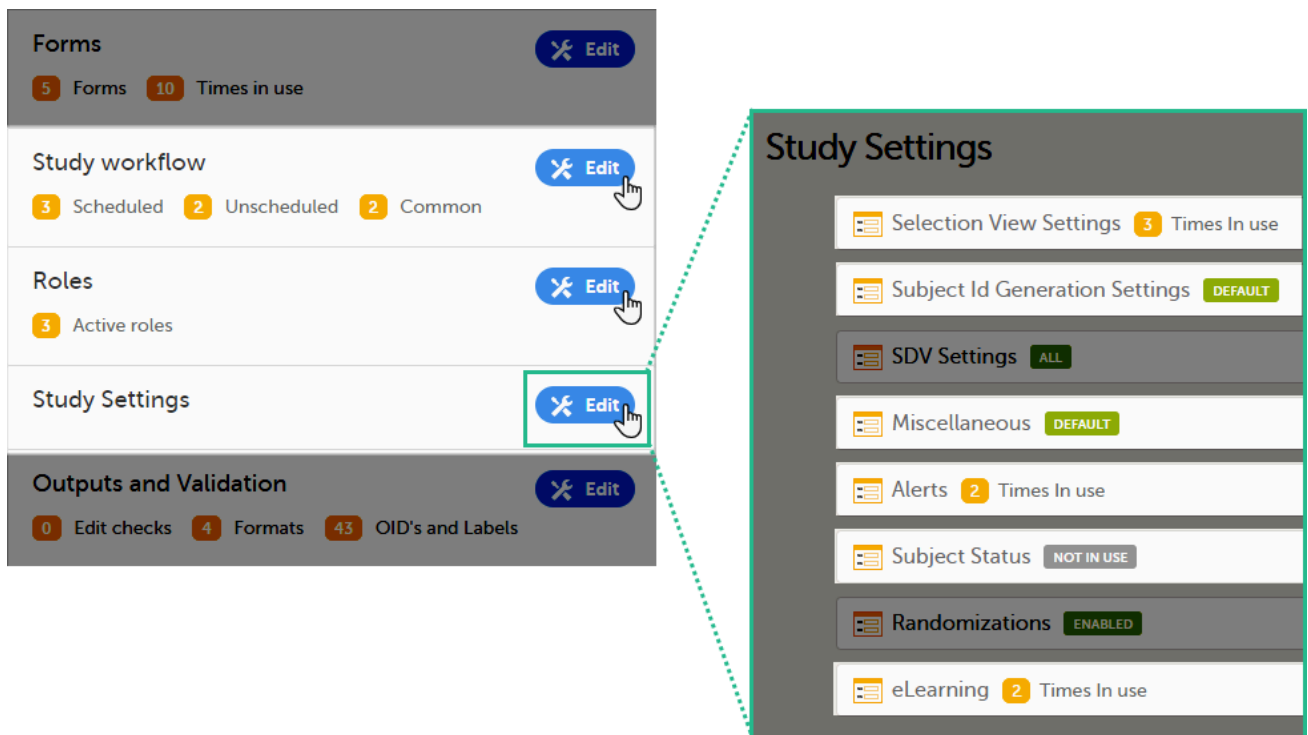 Forms
Edit
5 Forms 10 Times in use
Study workflow
Edit
3 Scheduled 2 Unscheduled 2 Common
Roles
Edit
3 Active roles
Study Settings
Edit
Outputs and Validation
Edit
0 Edit checks 4 Formats 43 OID's and Labels
Study Settings
Selection View Settings 3 Times In use
Subject Id Generation Settings DEFAULT
SDV Settings ALL
Miscellaneous DEFAULT
Alerts 2 Times In use
Subject Status NOT IN USE
Randomizations ENABLED
eLearning 2 Times In use